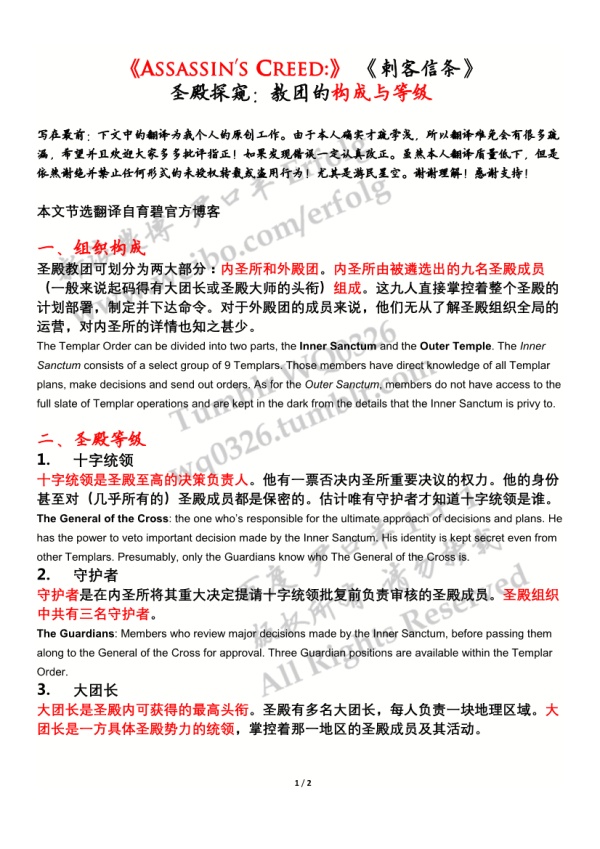 《ASSASSIN'S CREED:》 《刺客信条》
圣殿探窥：教团的构成与等级
写在最前：下文中的翻译为我个人的原创工作。由于本人确实才疏学浅，所以翻译难免会有很多疏
漏，希望并且欢迎大家多多批评指正！如果发现错误一定认真改正。虽然本人翻译质量低下，但是
依然谢绝并禁止任何形式的未授权转载或盗用行为！尤其是游民星空。谢谢理解！感谢支持！
本文节选翻译自育碧官方博客
一、组织构成
圣殿教团可划分为两大部分：内圣所和外殿团。内圣所由被遴选出的九名圣殿成员
（一般来说起码得有大团长或圣殿大师的头衔）组成。这九人直接掌控着整个圣殿的
计划部署，制定并下达命令。对于外殿团的成员来说，他们无从了解圣殿组织全局的
运营，对内圣所的详情也知之甚少。
The Templar Order can be divided into two parts, the Inner Sanctum and the Outer Temple. The Inner
Sanctum consists of a select group of 9 Templars. Those members have direct knowledge of all Templar
plans, make decisions and send out orders. As for the Outer Sanctum, members do not have access to the
full slate of Templar operations and are kept in the dark from the details that the Inner Sanctum is privy to.
二、圣殿等级
1. 十字统领
十字统领是圣殿至高的决策负责人。他有一票否决内圣所重要决议的权力。他的身份
甚至对（几乎所有的）圣殿成员都是保密的。估计唯有守护者才知道十字统领是谁。
The General of the Cross: the one who's responsible for the ultimate approach of decisions and plans. He
has the power to veto important decision made by the Inner Sanctum. His identity is kept secret even from
other Templars. Presumably, only the Guardians know who The General of the Cross is.
2. 守护者
守护者是在内圣所将其重大决定提请十字统领批复前负责审核的圣殿成员。圣殿组织
中共有三名守护者。
The Guardians: Members who review major decisions made by the Inner Sanctum, before passing them
along to the General of the Cross for approval. Three Guardian positions are available within the Templar
Order.
3. 大团长
大团长是圣殿内可获得的最高头衔。圣殿有多名大团长，每人负责一块地理区域。大
团长是一方具体圣殿势力的统领，掌控着那一地区的圣殿成员及其活动。
1 / 2
新浪微博 尹口羊 Erfolg
www.weibo.com/erfolg
Tumblr WQ0326
wq0326.tumblr.com
百度 尹口羊
版权所有 请勿转载
All Rights Reserved